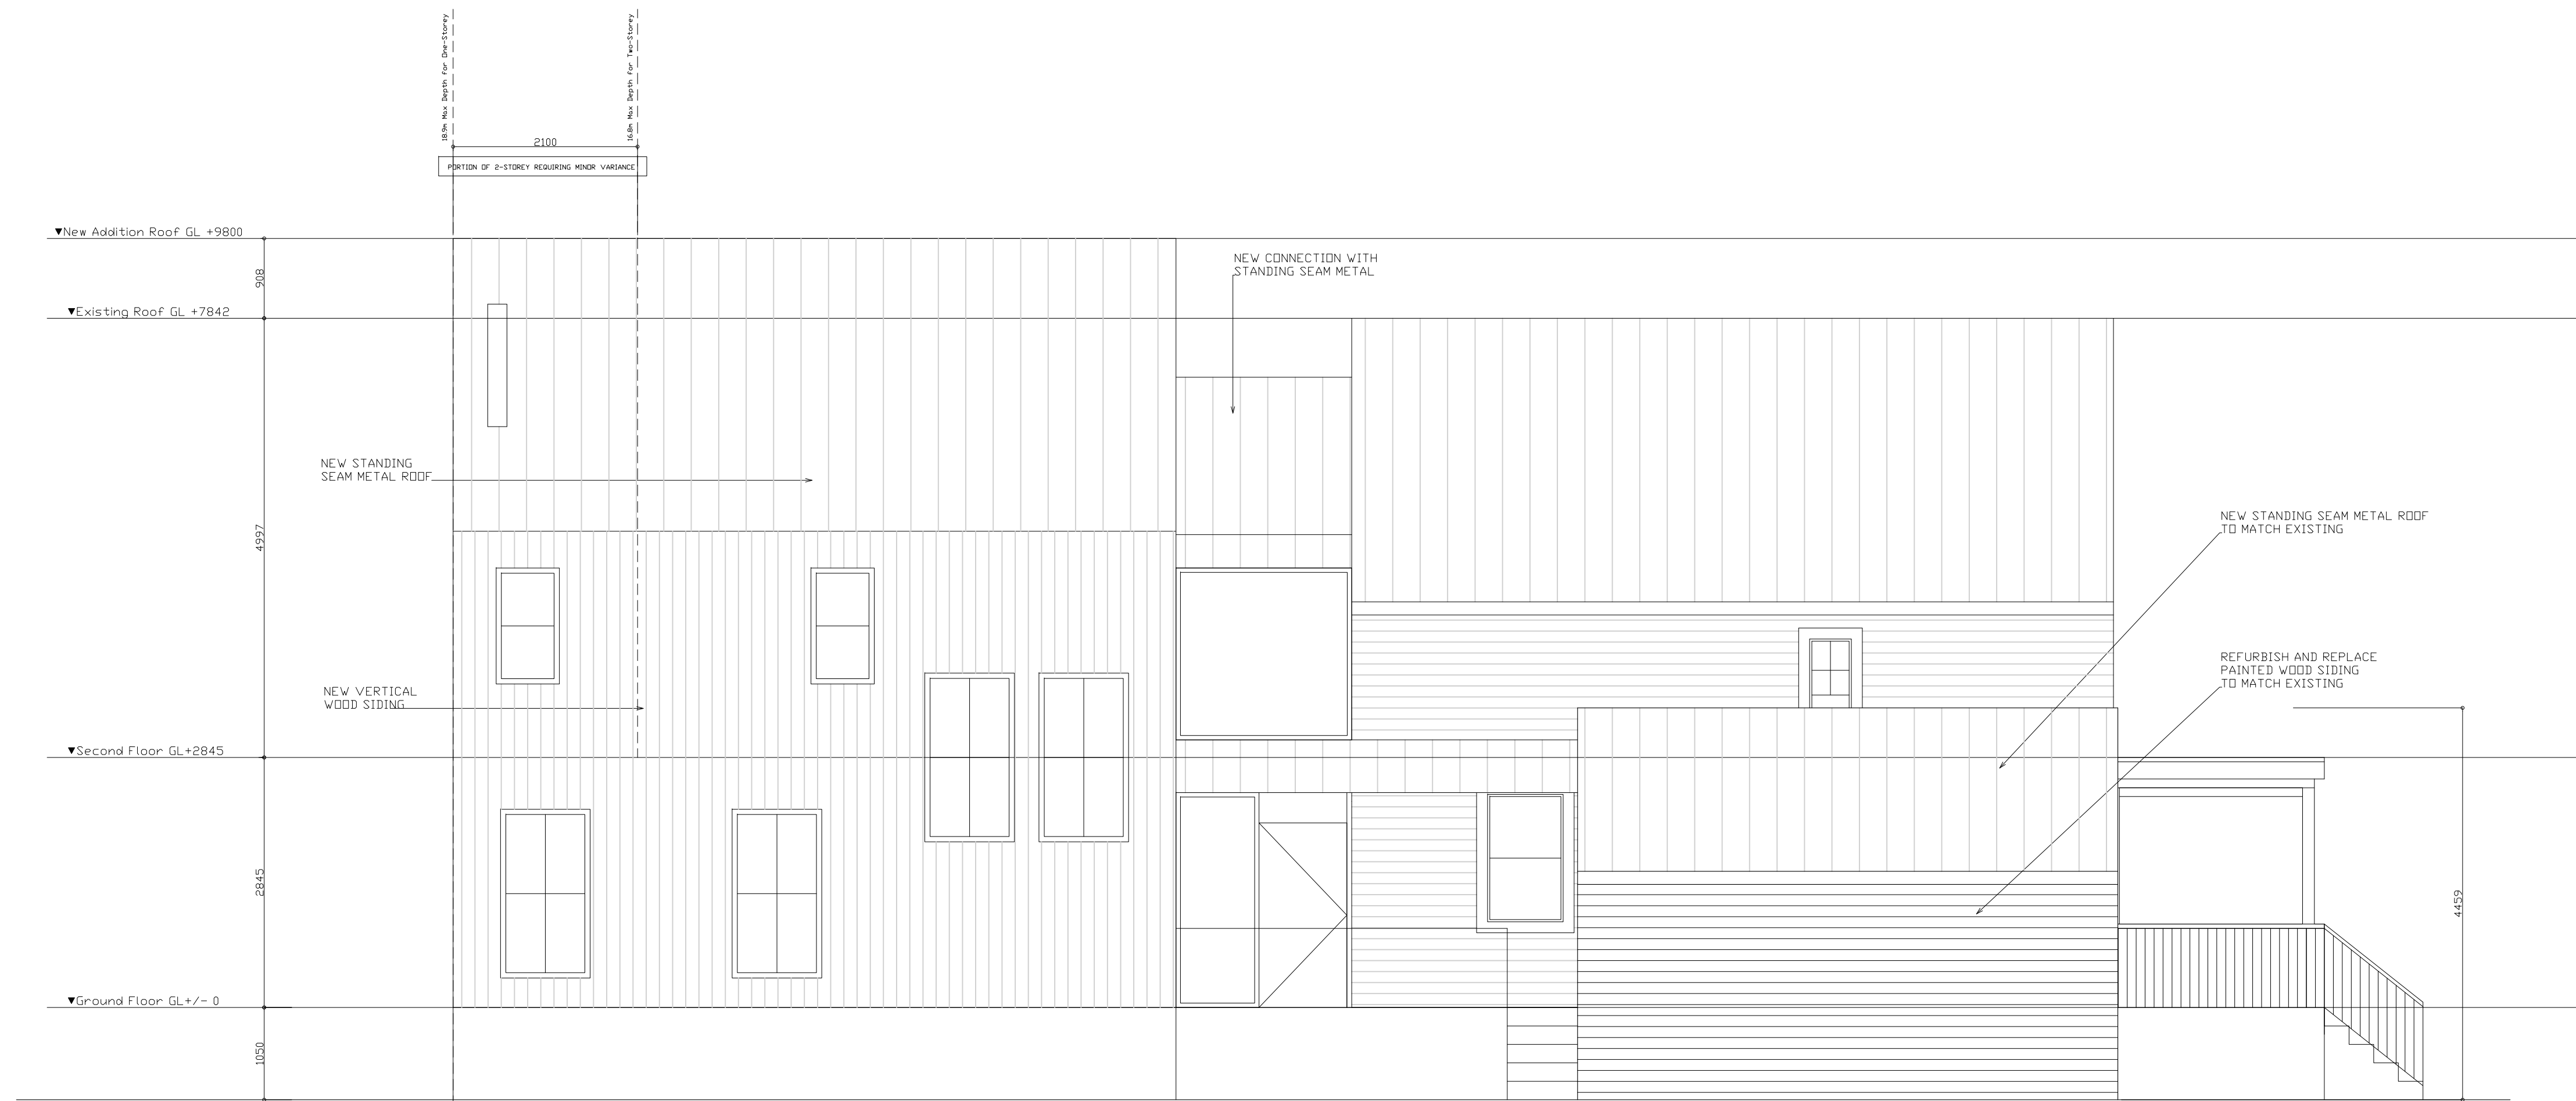 18.9m Max Depth for One-Storey
16.8m Max Depth for Two-Storey
2100
PORTION OF 2-STOREY REQUIRING MINOR VARIANCE
▼New Addition Roof GL +9800
908
▼Existing Roof GL +7842
NEW CONNECTION WITH
STANDING SEAM METAL
NEW STANDING
SEAM METAL ROOF
4997
NEW STANDING SEAM METAL ROOF
TO MATCH EXISTING
REFURBISH AND REPLACE
PAINTED WOOD SIDING
TO MATCH EXISTING
NEW VERTICAL
WOOD SIDING
▼Second Floor GL+2845
2845
4459
▼Ground Floor GL+/- 0
1050